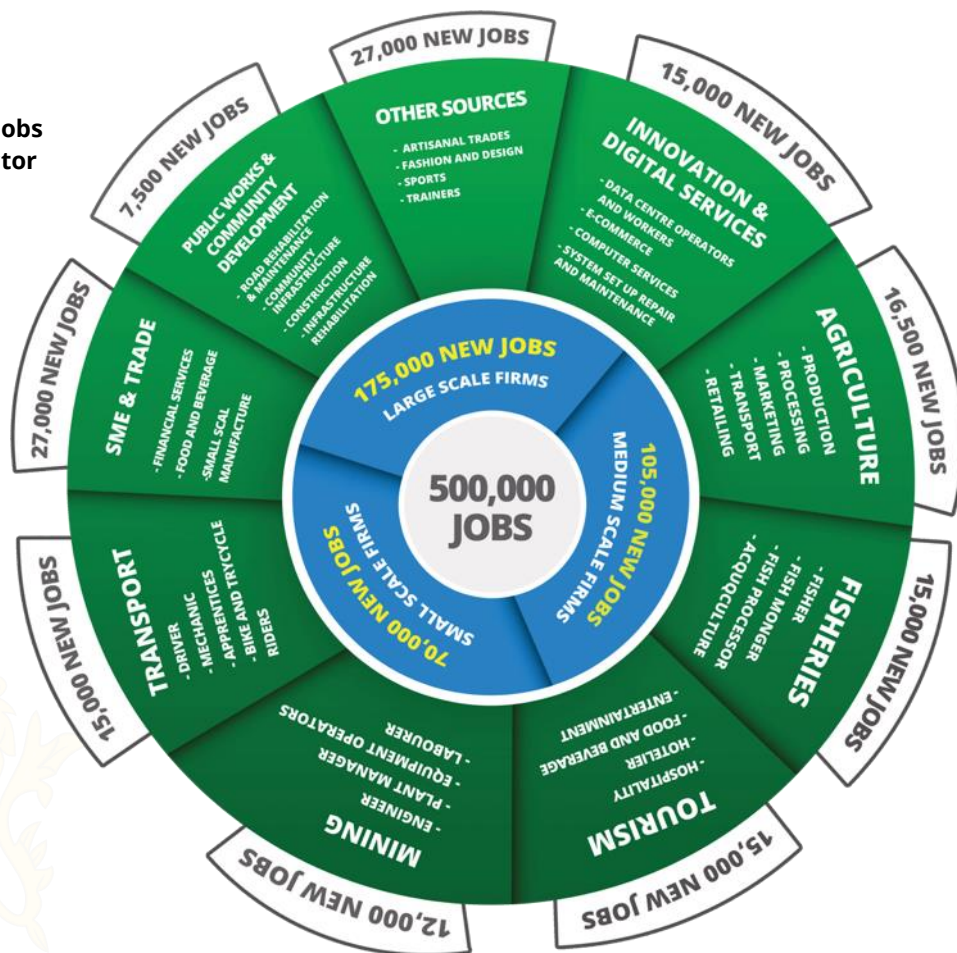 obs
tor
500,000
JOBS
175,000 NEW JOBS
LARGE SCALE FIRMS
105,000 NEW JOBS
MEDIUM SCALE FIRMS
70,000 NEW JOBS
SMALL SCALE FIRMS
27,000 NEW JOBS
OTHER SOURCES
- ARTISANAL TRADES
- FASHION AND DESIGN
- SPORTS
- TRAINERS
15,000 NEW JOBS
INNOVATION &
DIGITAL SERVICES
- DATA CENTRE OPERATORS
AND WORKERS
- E-COMMERCE
- COMPUTER SERVICES
- SYSTEM SET UP REPAIR
AND MAINTENANCE
16,500 NEW JOBS
AGRICULTURE
- PRODUCTION
- PROCESSING
- MARKETING
- TRANSPORT
- RETAILING
15,000 NEW JOBS
FISHERIES
- FISHER
- FISH MONGER
- FISH PROCESSOR
- ACQUQCULTURE
15,000 NEW JOBS
TOURISM
- HOSPITALITY
- HOTELIER
- FOOD AND BEVERAGE
- ENTERTAINMENT
12,000 NEW JOBS
MINING
- ENGINEER
- PLANT MANAGER
- EQUIPMENT OPERATORS
- LABOURER
15,000 NEW JOBS
TRANSPORT
- DRIVER
- MECHANIC
- APPRENTICES
- BIKE AND TRYCYCLE
RIDERS
27,000 NEW JOBS
SME & TRADE
- FINANCIAL SERVICES
- FOOD AND BEVERAGE
-SMALL SCAL
MANUFACTURE
7,500 NEW JOBS
PUBLIC WORKS &
COMMUNITY
DEVELOPMENT
- ROAD REHABILITATION
& MAINTENANCE
- COMMUNITY
INFRASTRUCTURE
- CONSTRUCTION
- INFRASTRUCTURE
REHABILITATION